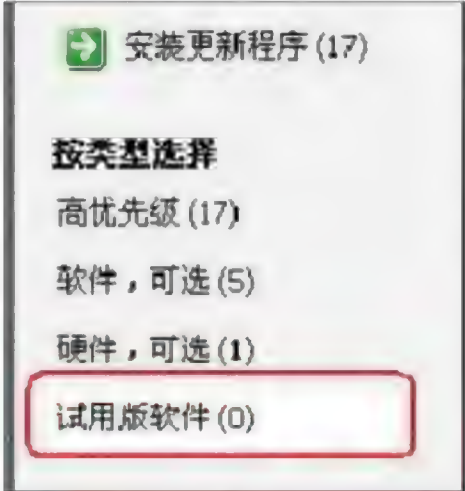 安装更新程序(17)
按类型选择
高优先级(17)
软件，可选(5)
硬件，可选(1)
试用版软件(0)